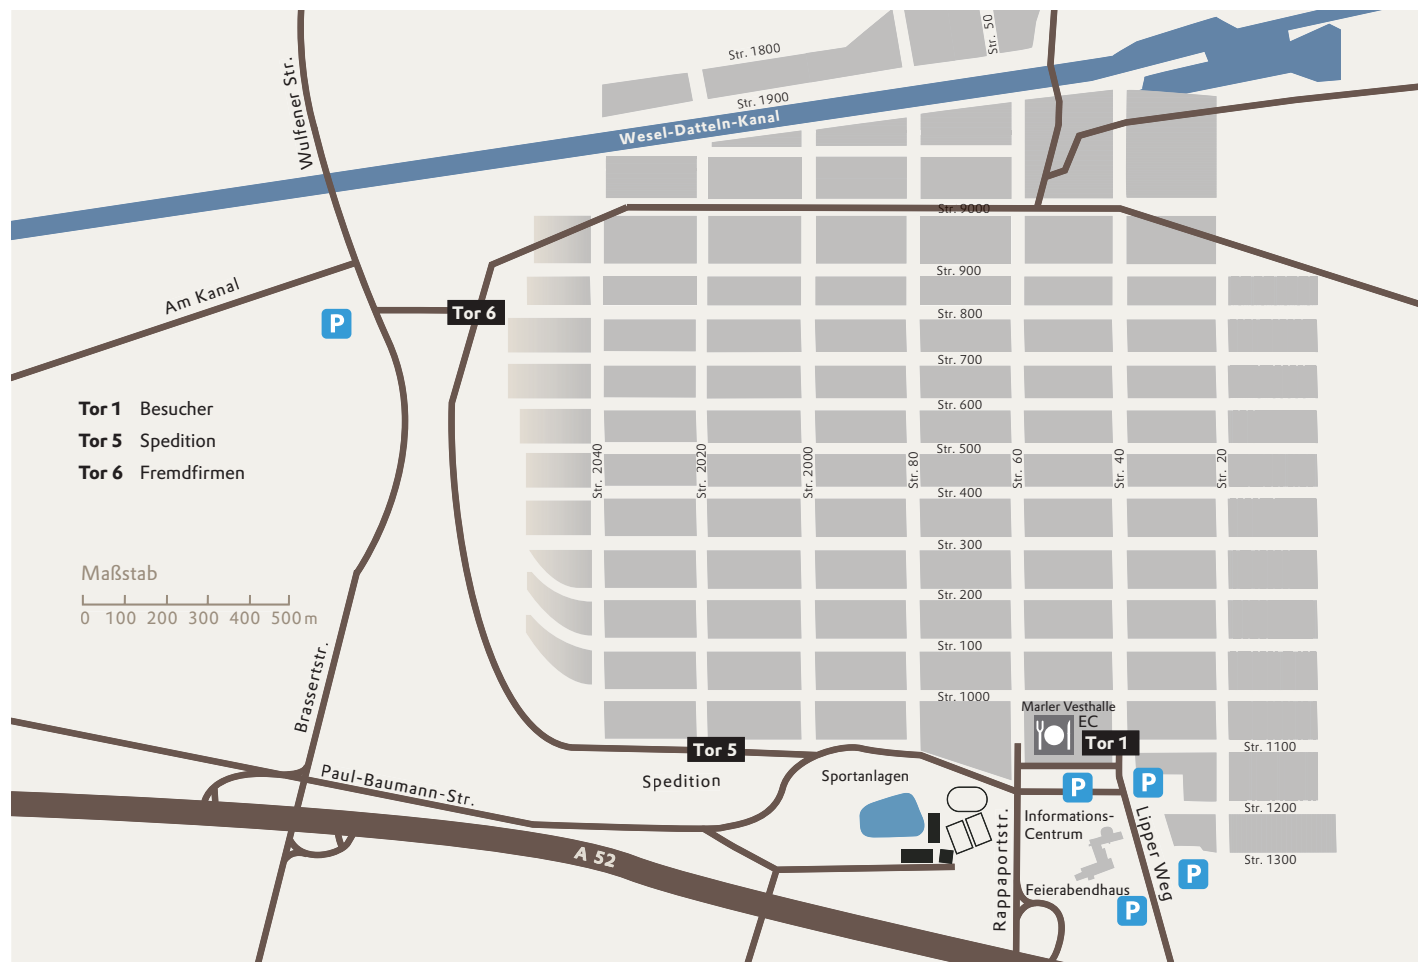 Str. 50
Str. 1800
Str. 1900
Wulfener Str.
Wesel-Datteln-Kanal
Str. 9000
Str. 900
Am Kanal
Tor 6
P
Str. 800
Str. 700
Tor 1 Besucher
Tor 5 Spedition
Tor 6 Fremdfirmen
Str. 600
Str. 500
Str. 2040
Str. 2020
Str. 2000
Str. 80
Str. 60
Str. 40
Str. 20
Str. 400
Str. 300
Maßstab
0 100 200 300 400 500 m
Str. 200
Str. 100
Brassertstr.
Str. 1000
Marler Vesthalle
EC
Tor 1
Tor 5
Str. 1100
Paul-Baumann-Str.
Spedition
Sportanlagen
P
P
Str. 1200
Informations-
Centrum
Rappaportstr.
Lipper Weg
A 52
Str. 1300
P
Feierabendhaus
P